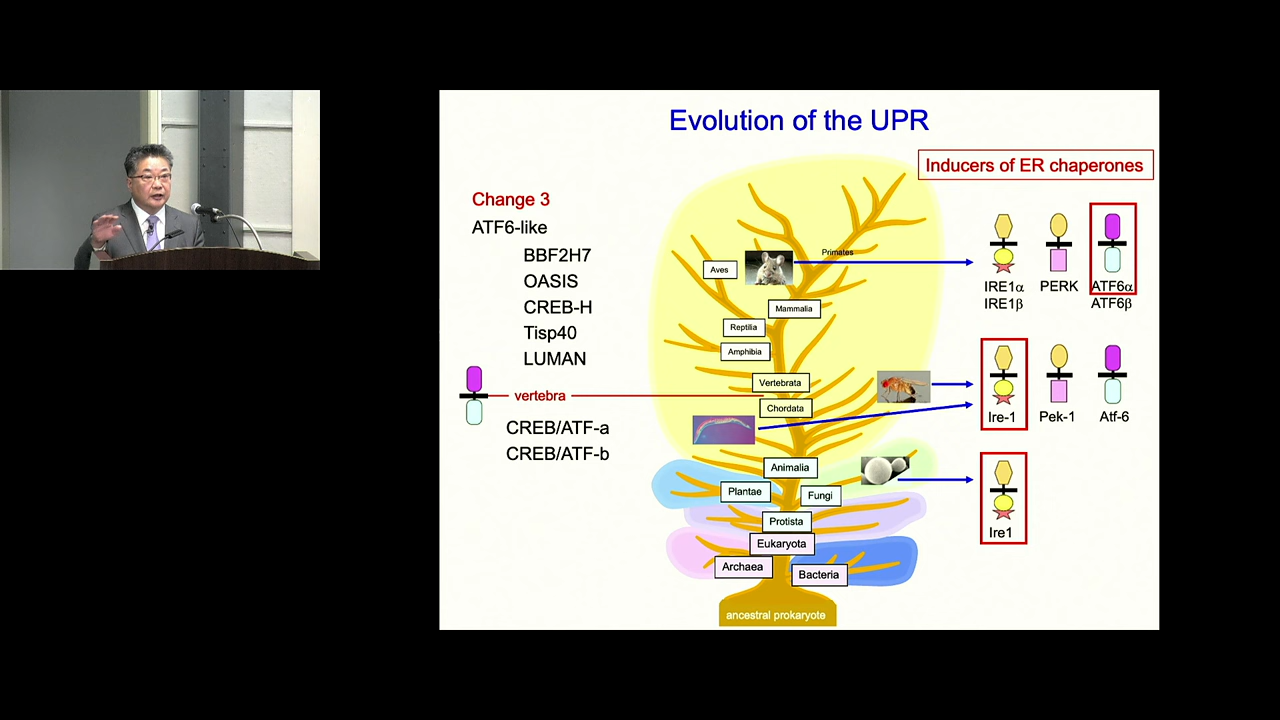 Evolution of the UPR
Inducers of ER chaperones
Change 3
ATF6-like
BBF2H7
OASIS
CREB-H
Tisp40
LUMAN
vertebra
CREB/ATF-a
CREB/ATF-b
Primates
Aves
Mammalia
Reptilia
Amphibia
Vertebrata
Chordata
Animalia
Plantae
Fungi
Protista
Eukaryota
Archaea
Bacteria
ancestral prokaryote
IRE1α
IRE1β
PERK
ATF6α
ATF6β
Ire-1
Pek-1
Atf-6
Ire1